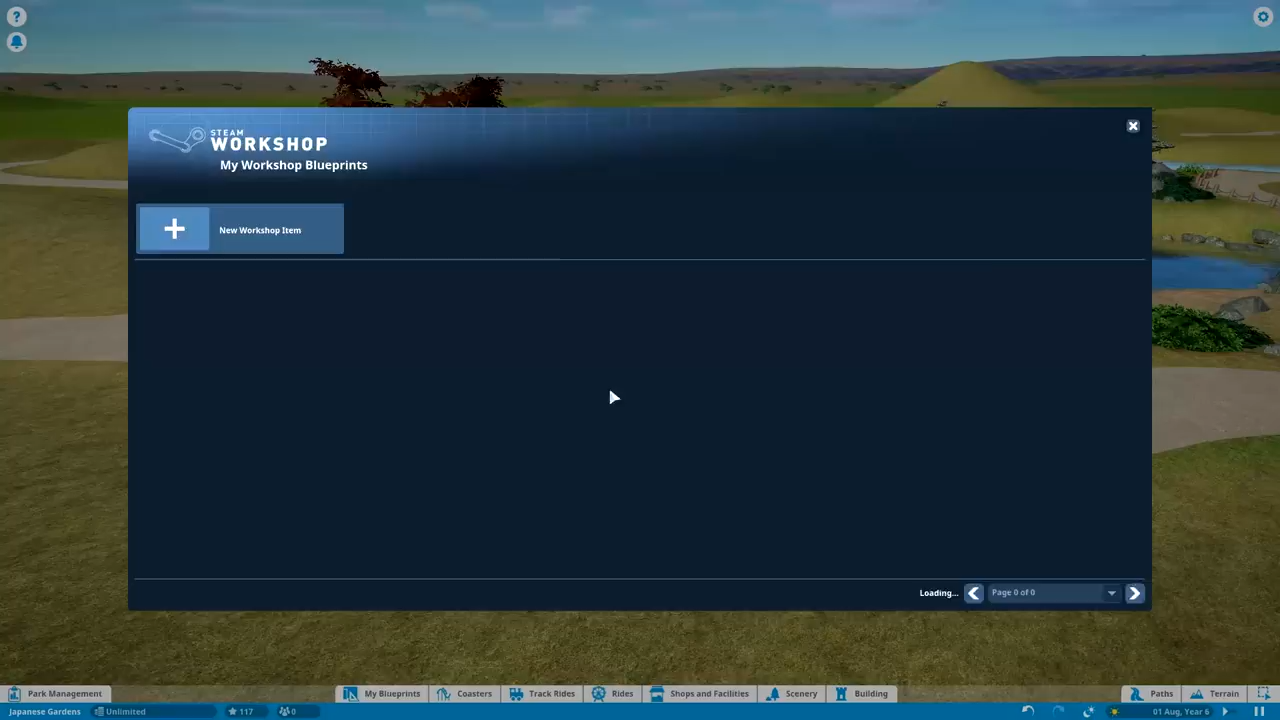 ?
STEAM
WORKSHOP
My Workshop Blueprints
New Workshop Item
Loading...
Page 0 of 0
Park Management
My Blueprints
Coasters
Track Rides
Rides
Shops and Facilities
Scenery
Building
Paths
Terrain
Japanese Gardens
Unlimited
117
0
01 Aug, Year 6